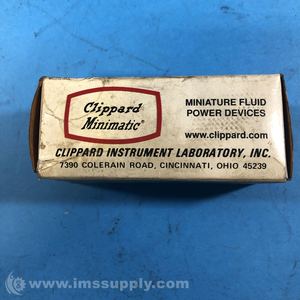 Clippard
Minimatic®
MINIATURE FLUID
POWER DEVICES
www.clippard.com
CLIPPARD INSTRUMENT LABORATORY, INC.
7390 COLERAIN ROAD, CINCINNATI, OHIO 45239
© www.imssupply.com